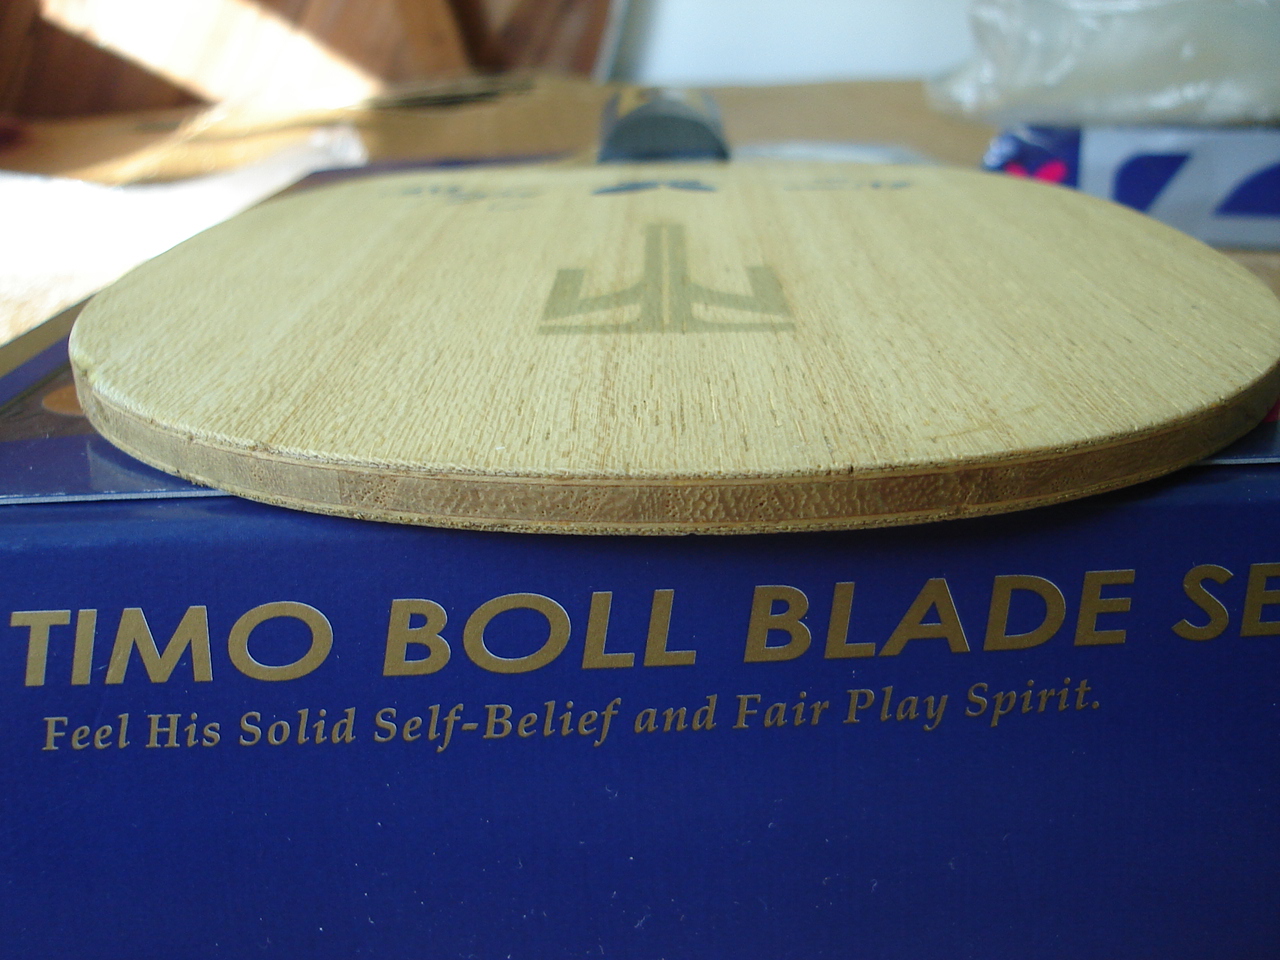 TIMO BOLL BLADE SE
Feel His Solid Self-Belief and Fair Play Spirit.